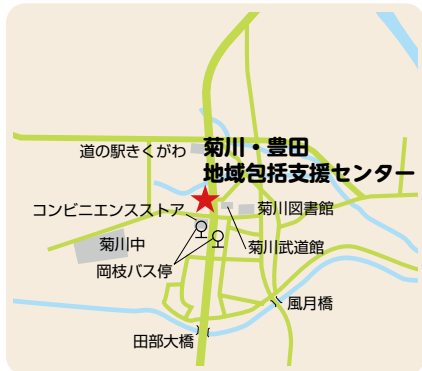 菊川・豊田
地域包括支援センター
道の駅きくがわ
コンビニエンスストア
菊川図書館
菊川中
菊川武道館
岡枝バス停
風月橋
田部大橋